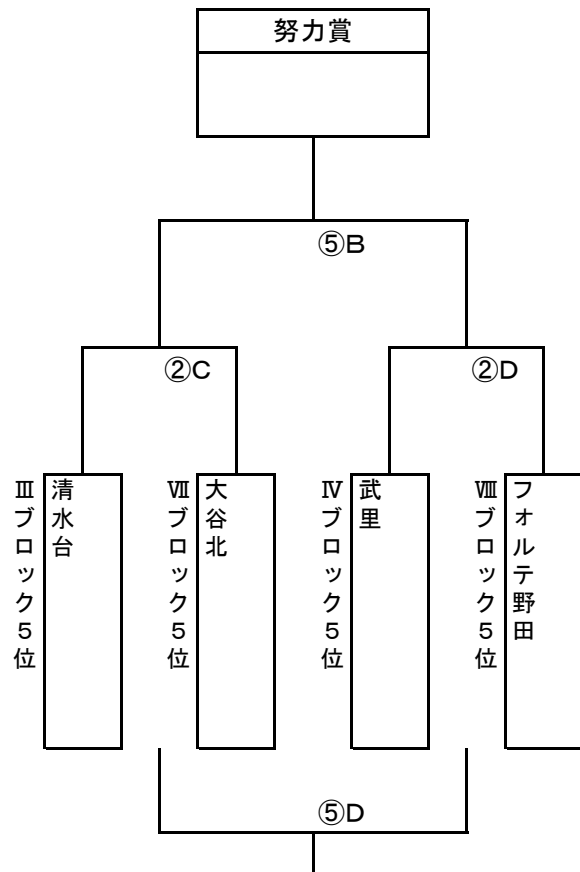 努力賞
⑤B
②C
②D
Ⅲブロック5位
清水台
Ⅶブロック5位
大谷北
Ⅳブロック5位
武里
Ⅷブロック5位
フォルテ野田
⑤D